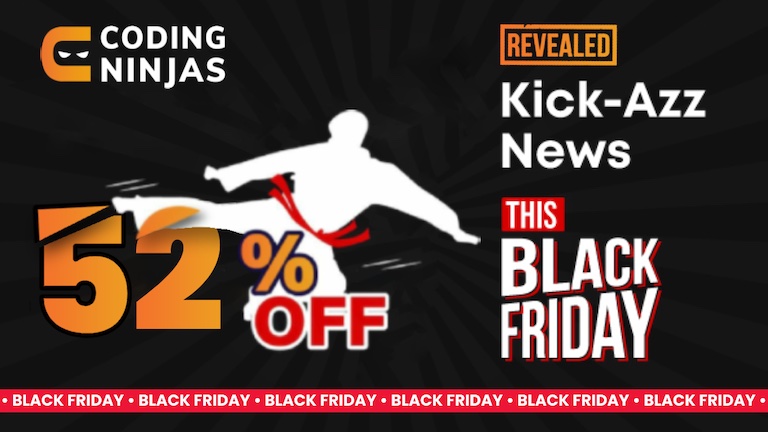 CODING
NINJAS
REVEALED
Kick-Azz
News
52%
OFF
THIS
BLACK
FRIDAY
• BLACK FRIDAY • BLACK FRIDAY • BLACK FRIDAY • BLACK FRIDAY • BLACK FRIDAY • BLACK FRIDAY •